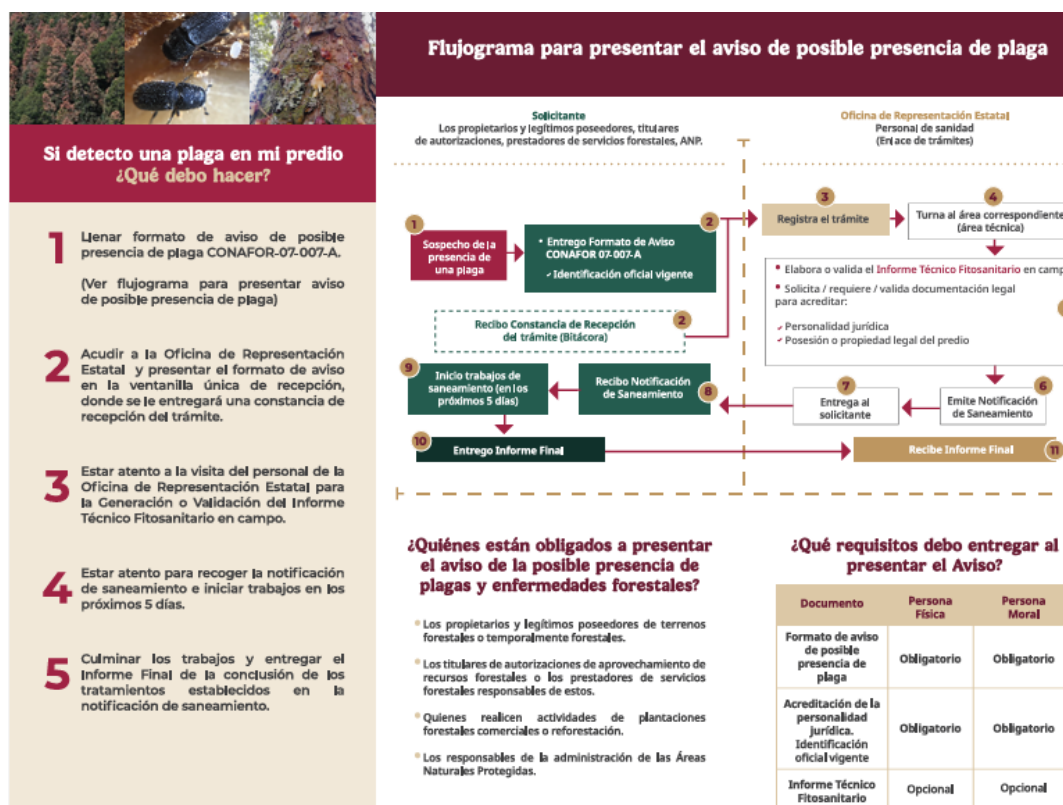 Si detecto una plaga en mi predio
¿Qué debo hacer?
1
Llenar formato de aviso de posible
presencia de plaga CONAFOR-07-007-A.
(Ver flujograma para presentar aviso
de posible presencia de plaga)
2
Acudir a la Oficina de Representación
Estatal y presentar el formato de aviso
en la ventanilla única de recepción,
donde se le entregará una constancia de
recepción del trámite.
3
Estar atento a la visita del personal de la
Oficina de Representación Estatal para
la Generación o Validación del Informe
Técnico Fitosanitario en campo.
4
Estar atento para recoger la notificación
de saneamiento e iniciar trabajos en los
próximos 5 días.
5
Culminar los trabajos y entregar el
Informe Final de la conclusión de los
tratamientos establecidos en la
notificación de saneamiento.
Flujograma para presentar el aviso de posible presencia de plaga
Solicitante
Los propietarios y legítimos poseedores, titulares
de autorizaciones, prestadores de servicios forestales, ANP.
Oficina de Representación Estatal
Personal de sanidad
(Enlace de trámites)
1
Sospecho de la
presencia de
una plaga
2
• Entrego Formato de Aviso
CONAFOR 07-007-A
✓ Identificación oficial vigente
2
Recibo Constancia de Recepción
del trámite (Bitácora)
3
Registra el trámite
4
Turna al área correspondiente
(área técnica)
• Elabora o valida el Informe Técnico Fitosanitario en
• Solicita / requiere / valida documentación legal
para acreditar:
✓ Personalidad jurídica
✓ Posesión o propiedad legal del predio
6
Emite Notificación
de Saneamiento
7
Entrega al
solicitante
8
Recibo Notificación
de Saneamiento
9
Inicio trabajos de
saneamiento (en los
próximos 5 días)
10
Entrego Informe Final
Recibe Informe Final
11
¿Quiénes están obligados a presentar
el aviso de la posible presencia de
plagas y enfermedades forestales?
• Los propietarios y legítimos poseedores de terrenos
forestales o temporalmente forestales.
• Los titulares de autorizaciones de aprovechamiento de
recursos forestales o los prestadores de servicios
forestales responsables de estos.
• Quienes realicen actividades de plantaciones
forestales comerciales o reforestación.
• Los responsables de la administración de las Áreas
Naturales Protegidas.
¿Qué requisitos debo entregar al
presentar el Aviso?
Documento Persona Física Persona Moral
Formato de aviso
de posible
presencia de
plaga
Obligatorio Obligatorio
Acreditación de la
personalidad
jurídica.
Identificación
oficial vigente
Obligatorio Obligatorio
Informe Técnico
Fitosanitario
Opcional Opcional